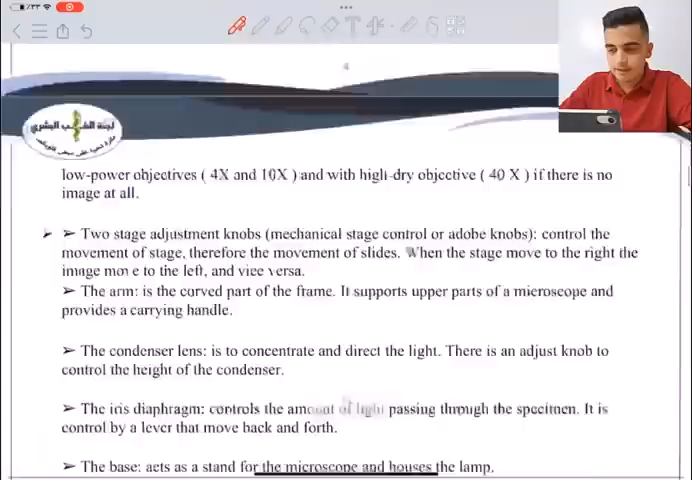 ٪٣٣
4
لجنة الطب البشري
low-power objectives ( 4X and 10X ) and with high-dry objective ( 40 X ) if there is no
image at all.
➢ Two stage adjustment knobs (mechanical stage control or adobe knobs): control the
movement of stage, therefore the movement of slides. When the stage move to the right the
image move to the left, and vice versa.
➢ The arm: is the curved part of the frame. It supports upper parts of a microscope and
provides a carrying handle.
➢ The condenser lens: is to concentrate and direct the light. There is an adjust knob to
control the height of the condenser.
➢ The iris diaphragm: controls the amount of light passing through the specimen. It is
control by a lever that move back and forth.
➢ The base: acts as a stand for the microscope and houses the lamp.